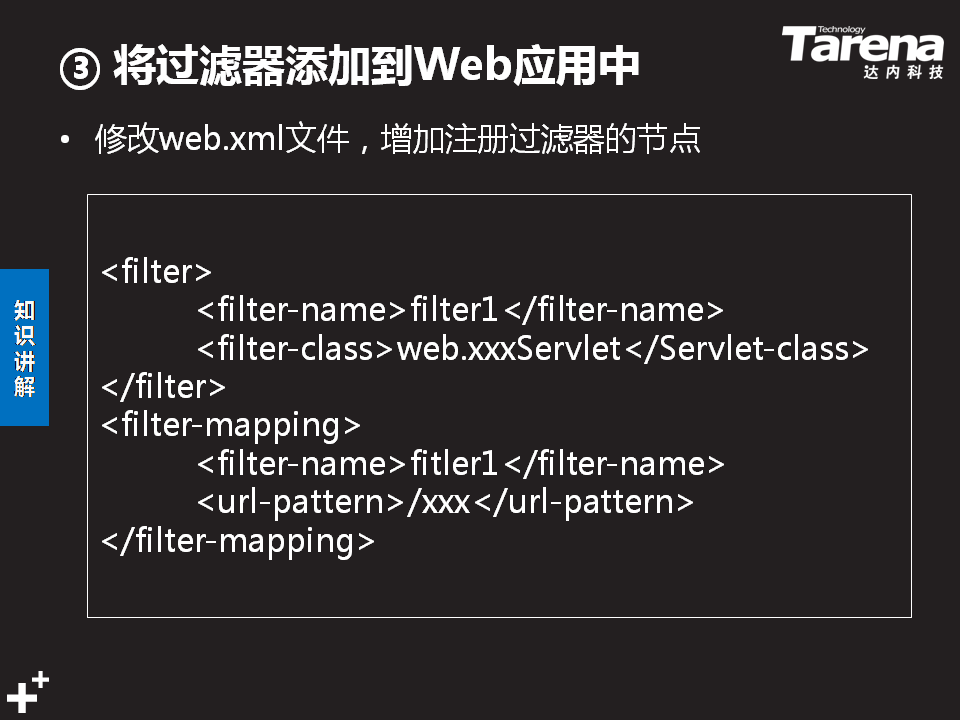 ③ 将过滤器添加到Web应用中
Technology
Tarena
达内科技
• 修改web.xml文件，增加注册过滤器的节点
知识讲解
<filter>
<filter-name>filter1</filter-name>
<filter-class>web.xxxServlet</Servlet-class>
</filter>
<filter-mapping>
<filter-name>fitler1</filter-name>
<url-pattern>/xxx</url-pattern>
</filter-mapping>